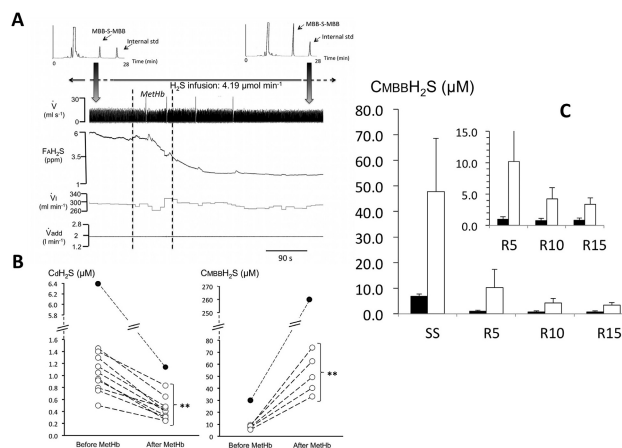 A
MBB-S-MBB
Internal std
0 28 Time (min)
MBB-S-MBB
Internal std
0 28 Time (min)
H₂S infusion: 4.19 µmol min⁻¹
MetHb
V̇
(ml s⁻¹)
30
0
FAH₂S
(ppm)
6
3.5
1
V̇i
(ml min⁻¹)
340
300
260
V̇add
(l min⁻¹)
2.8
2
1.2
90 s
B
CdH₂S (µM)
6.4
6.2
6.0
5.8
1.6
1.4
1.2
1.0
0.8
0.6
0.4
0.2
0.0
**
Before MetHb After MetHb
CMBBH₂S (µM)
260
240
220
80
70
60
50
40
30
20
10
0
**
Before MetHb After MetHb
CMBBH₂S (µM)
C
80.0
70.0
60.0
50.0
40.0
30.0
20.0
10.0
0.0
SS R5 R10 R15
15.0
10.0
5.0
0.0
R5 R10 R15